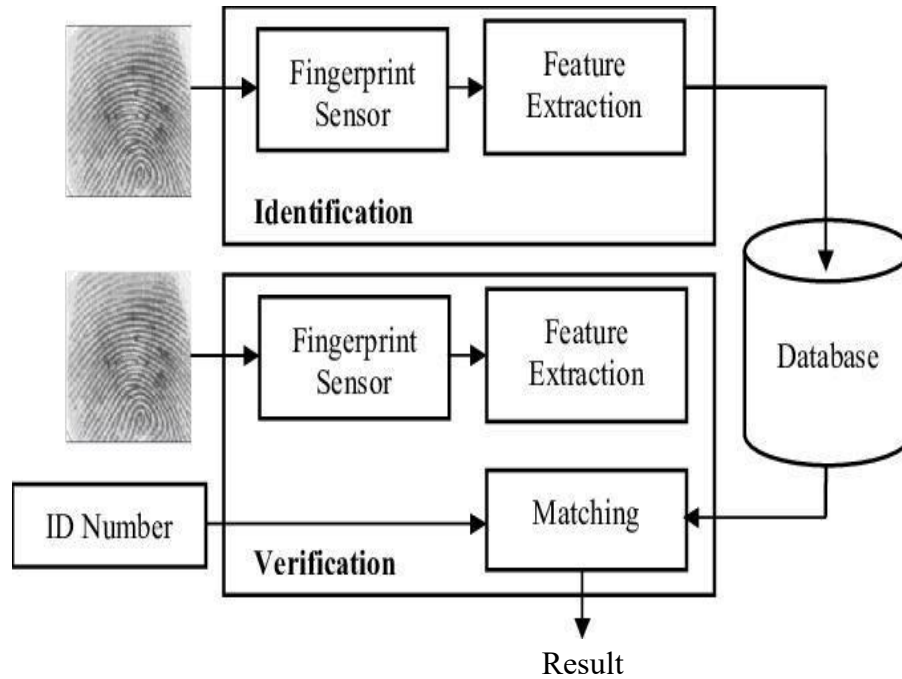 Fingerprint
Sensor
Feature
Extraction
Identification
Fingerprint
Sensor
Feature
Extraction
Database
ID Number
Matching
Verification
Result